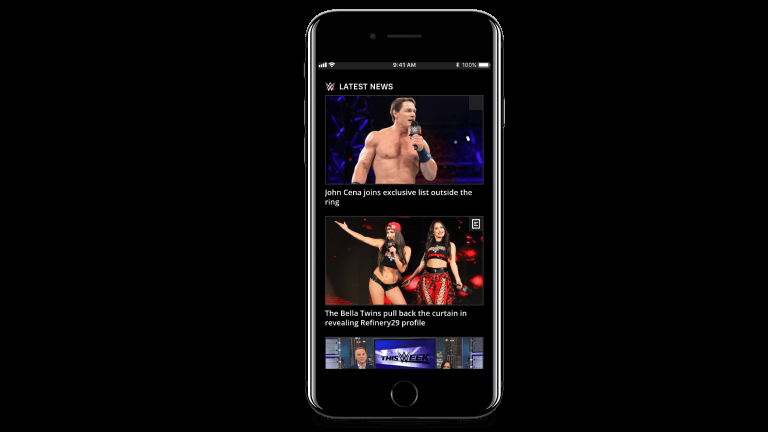 9:41 AM
100%
LATEST NEWS
John Cena joins exclusive list outside the
ring
The Bella Twins pull back the curtain in
revealing Refinery29 profile
THIS WEEK